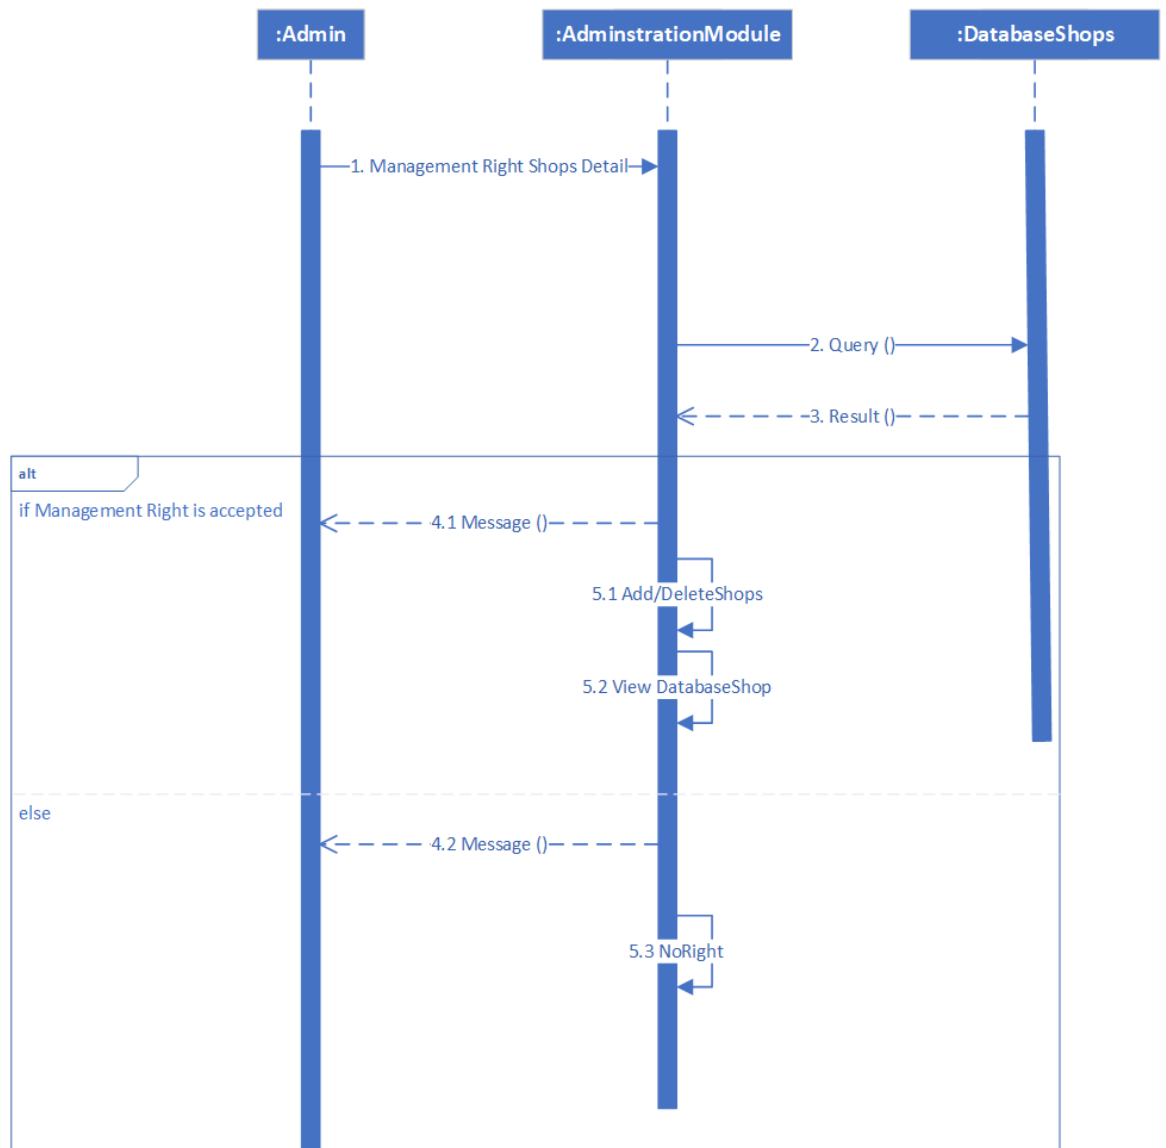 :Admin
:AdminstrationModule
:DatabaseShops
1. Management Right Shops Detail
2. Query ()
3. Result ()
alt
if Management Right is accepted
4.1 Message ()
5.1 Add/DeleteShops
5.2 View DatabaseShop
else
4.2 Message ()
5.3 NoRight